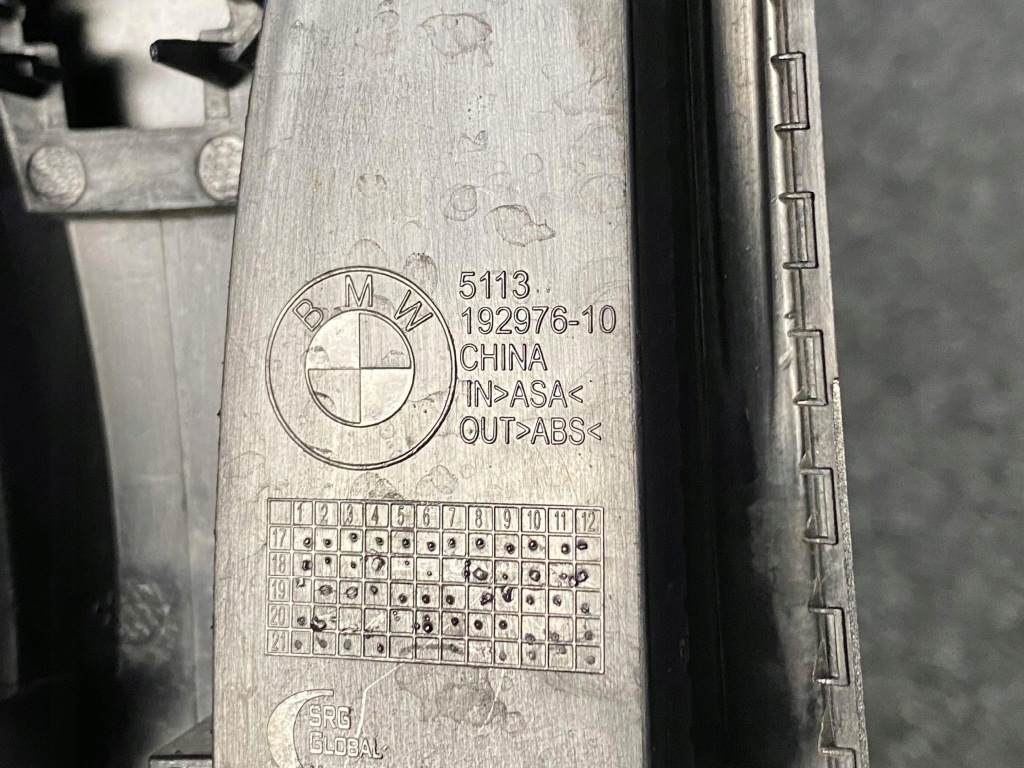 BMW
5113
192976-10
CHINA
IN>ASA<
OUT>ABS<
1 2 3 4 5 6 7 8 9 10 11 12
17
18
19
20
21
SRG
GLOBAL